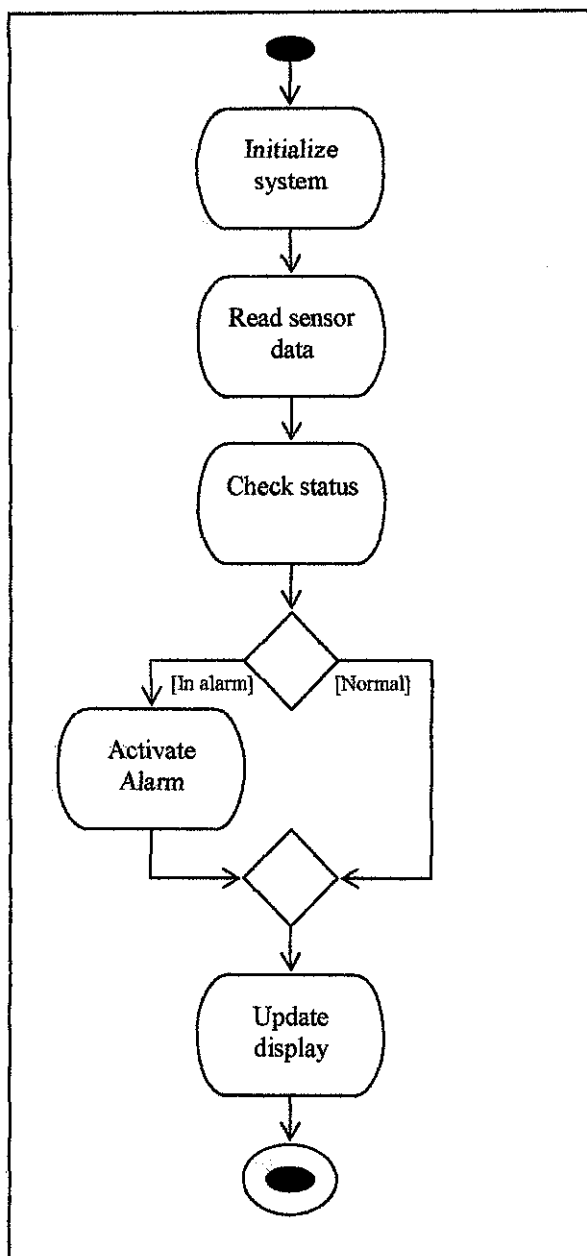 Initialize
system
Read sensor
data
Check status
[In alarm]
[Normal]
Activate
Alarm
Update
display